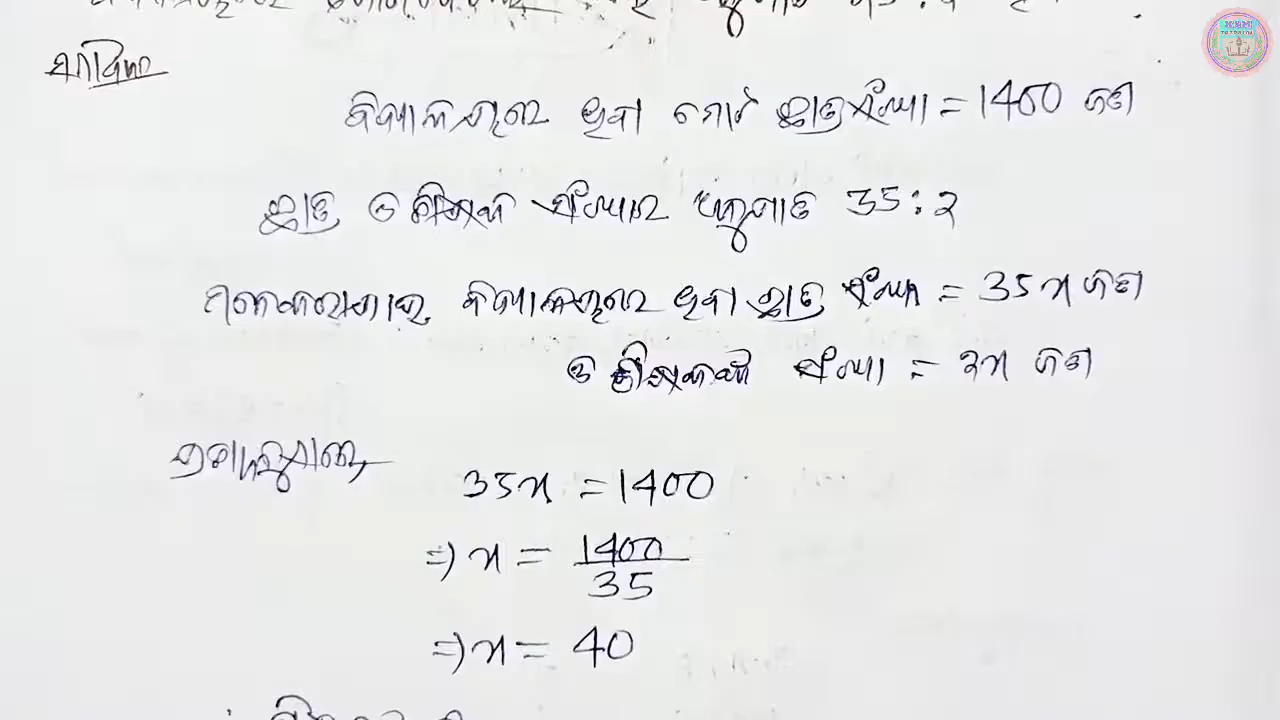 ସମାଧାନ
ବିଦ୍ୟାଳୟରେ ଥିବା ମୋଟ ଛାତ୍ରସଂଖ୍ୟା = 1400 ଜଣ
ଛାତ୍ର ଓ ଶିକ୍ଷକ ସଂଖ୍ୟାର ଅନୁପାତ 35:2
ମନେକରାଯାଉ ବିଦ୍ୟାଳୟରେ ଥିବା ଛାତ୍ର ସଂଖ୍ୟା = 35x ଜଣ
ଓ ଶିକ୍ଷକଙ୍କ ସଂଖ୍ୟା = 2x ଜଣ
ପ୍ରଶ୍ନାନୁସାରେ,
35x = 1400
⇒ x = 1400/35
⇒ x = 40